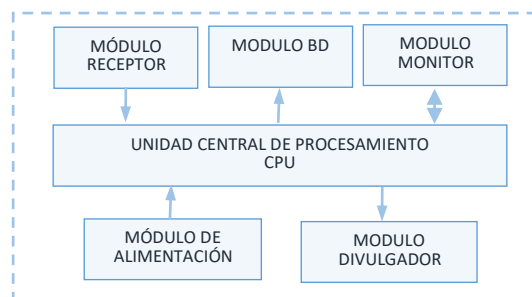 MÓDULO
RECEPTOR
MODULO BD
MODULO
MONITOR
UNIDAD CENTRAL DE PROCESAMIENTO
CPU
MÓDULO DE
ALIMENTACIÓN
MODULO
DIVULGADOR